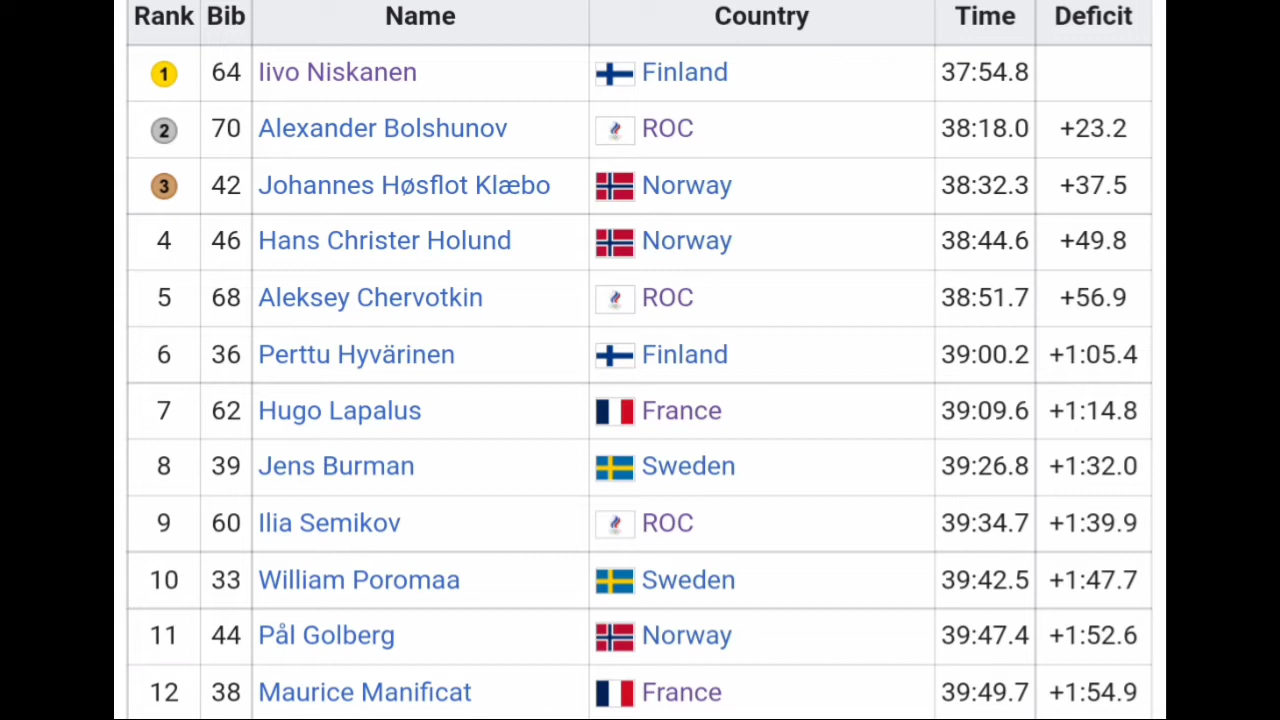 Rank Bib Name Country Time Deficit
1 64 Iivo Niskanen Finland 37:54.8
2 70 Alexander Bolshunov ROC 38:18.0 +23.2
3 42 Johannes Høsflot Klæbo Norway 38:32.3 +37.5
4 46 Hans Christer Holund Norway 38:44.6 +49.8
5 68 Aleksey Chervotkin ROC 38:51.7 +56.9
6 36 Perttu Hyvärinen Finland 39:00.2 +1:05.4
7 62 Hugo Lapalus France 39:09.6 +1:14.8
8 39 Jens Burman Sweden 39:26.8 +1:32.0
9 60 Ilia Semikov ROC 39:34.7 +1:39.9
10 33 William Poromaa Sweden 39:42.5 +1:47.7
11 44 Pål Golberg Norway 39:47.4 +1:52.6
12 38 Maurice Manificat France 39:49.7 +1:54.9